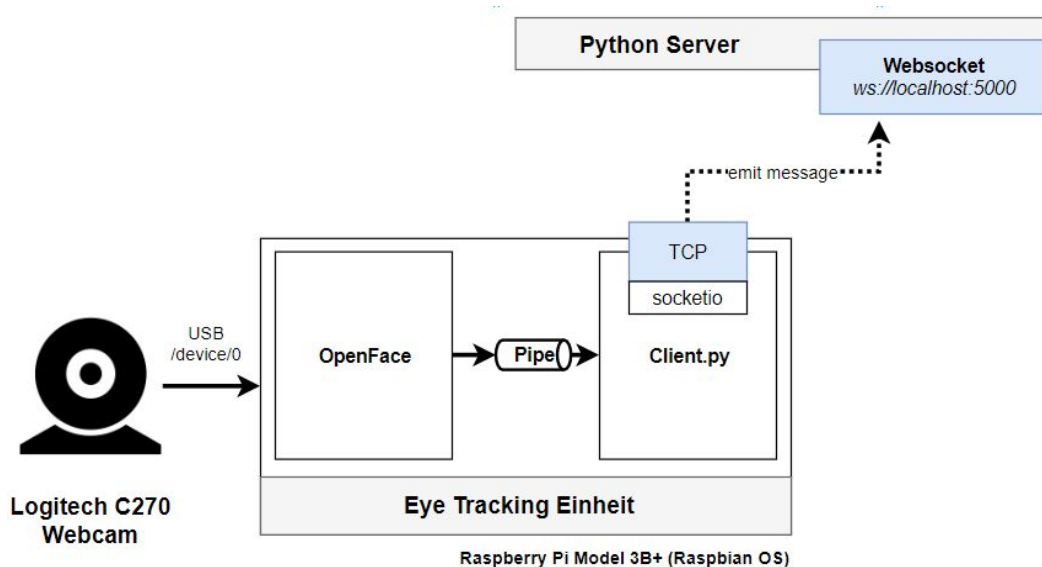 Python Server
Websocket
ws://localhost:5000
emit message
TCP
socketio
USB
/device/0
OpenFace
Pipe
Client.py
Logitech C270
Webcam
Eye Tracking Einheit
Raspberry Pi Model 3B+ (Raspbian OS)